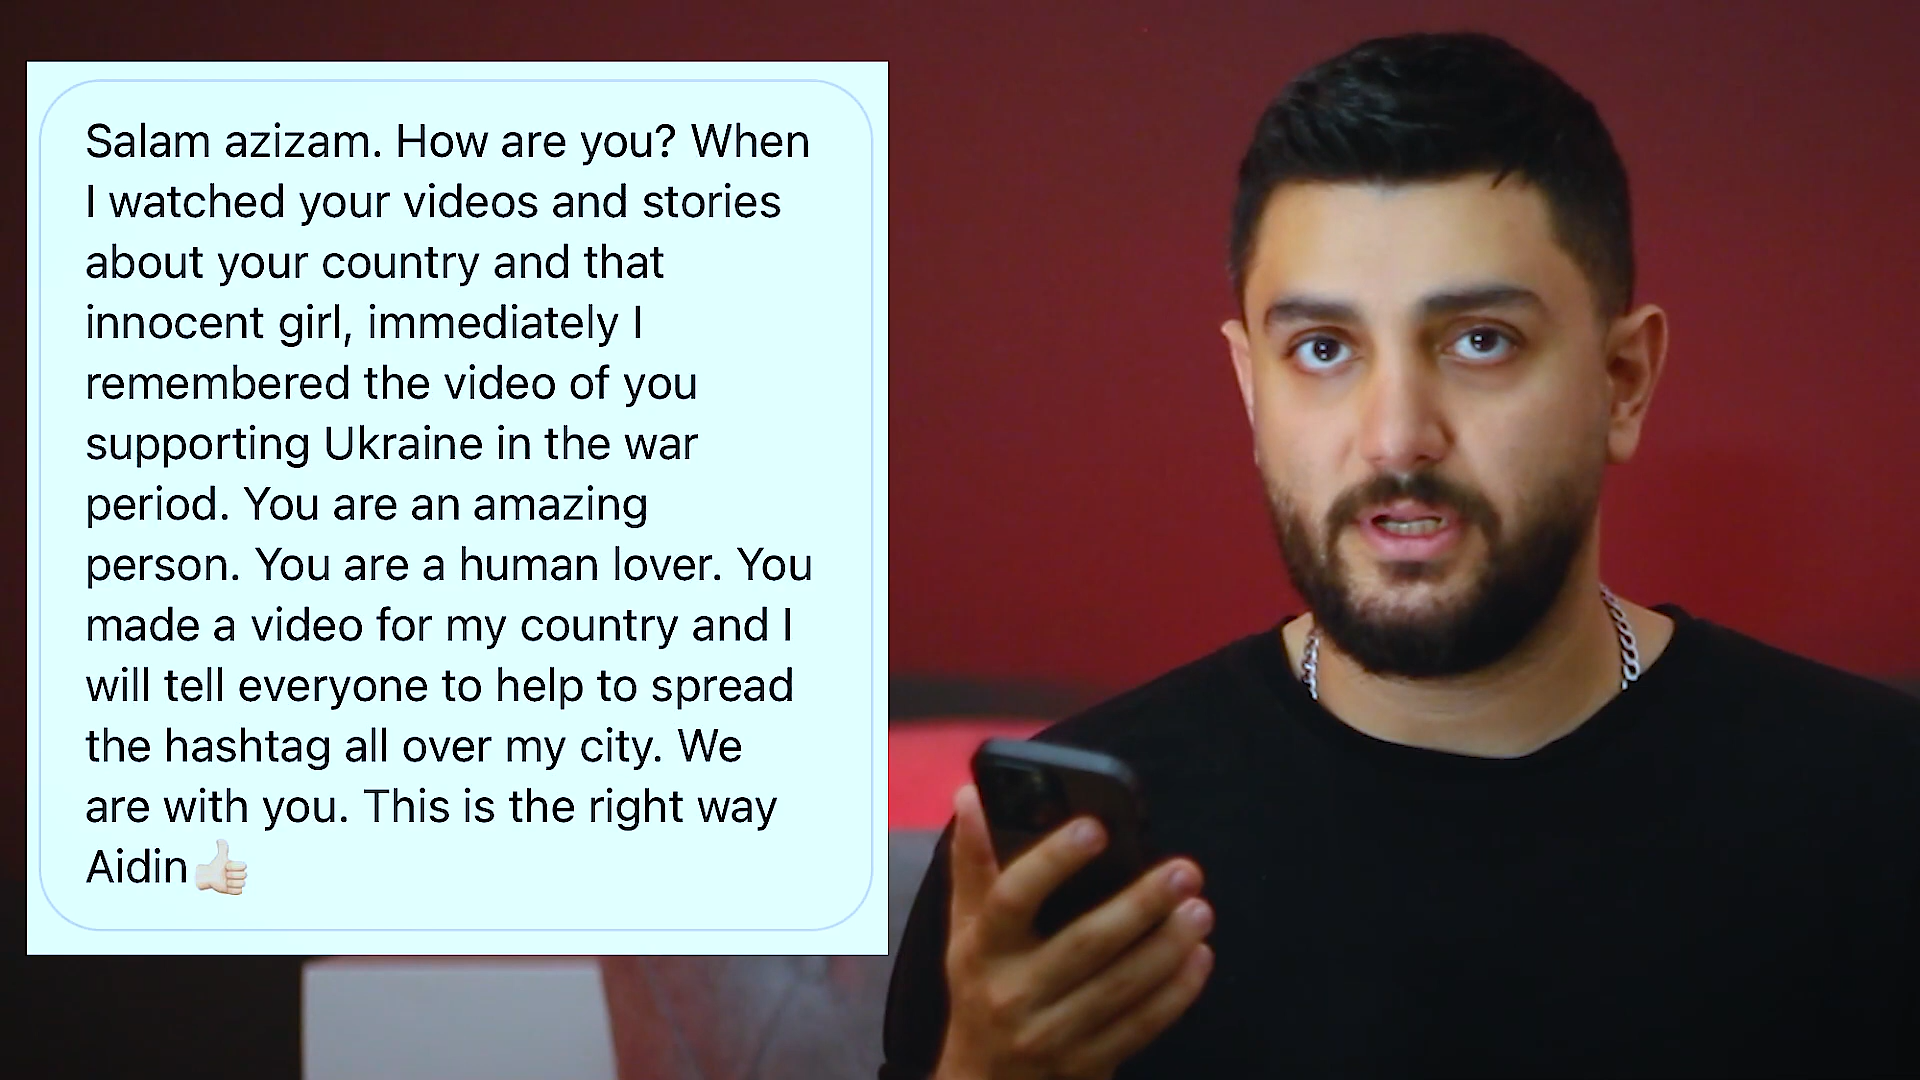 Salam azizam. How are you? When
I watched your videos and stories
about your country and that
innocent girl, immediately I
remembered the video of you
supporting Ukraine in the war
period. You are an amazing
person. You are a human lover. You
made a video for my country and I
will tell everyone to help to spread
the hashtag all over my city. We
are with you. This is the right way
Aidin👍🏻